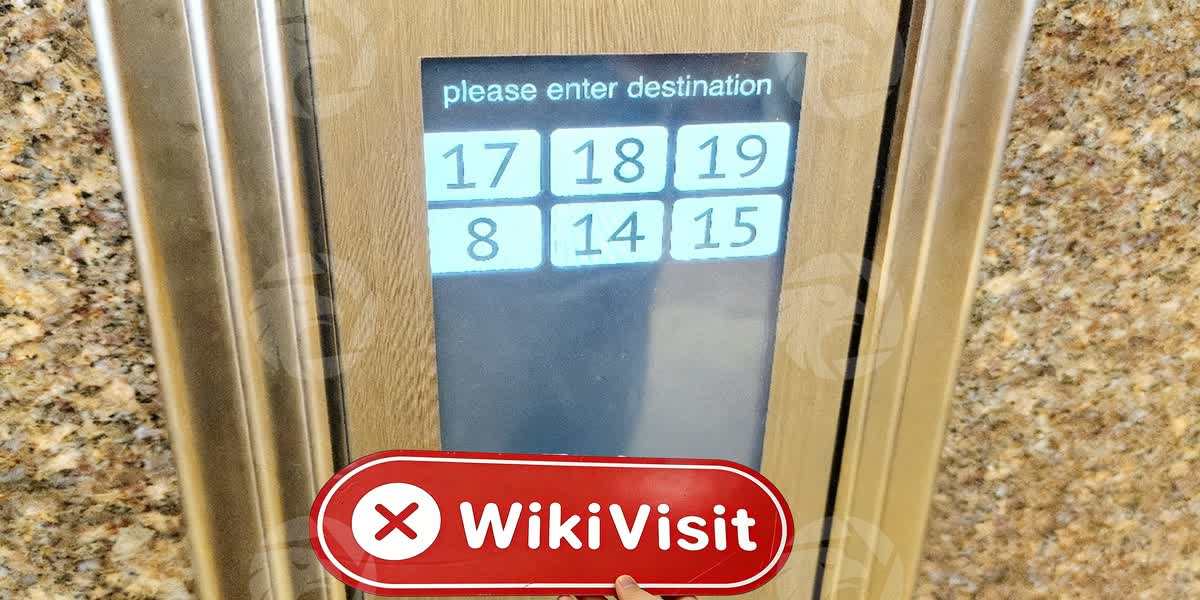 please enter destination
17 18 19
8 14 15
WikiVisit